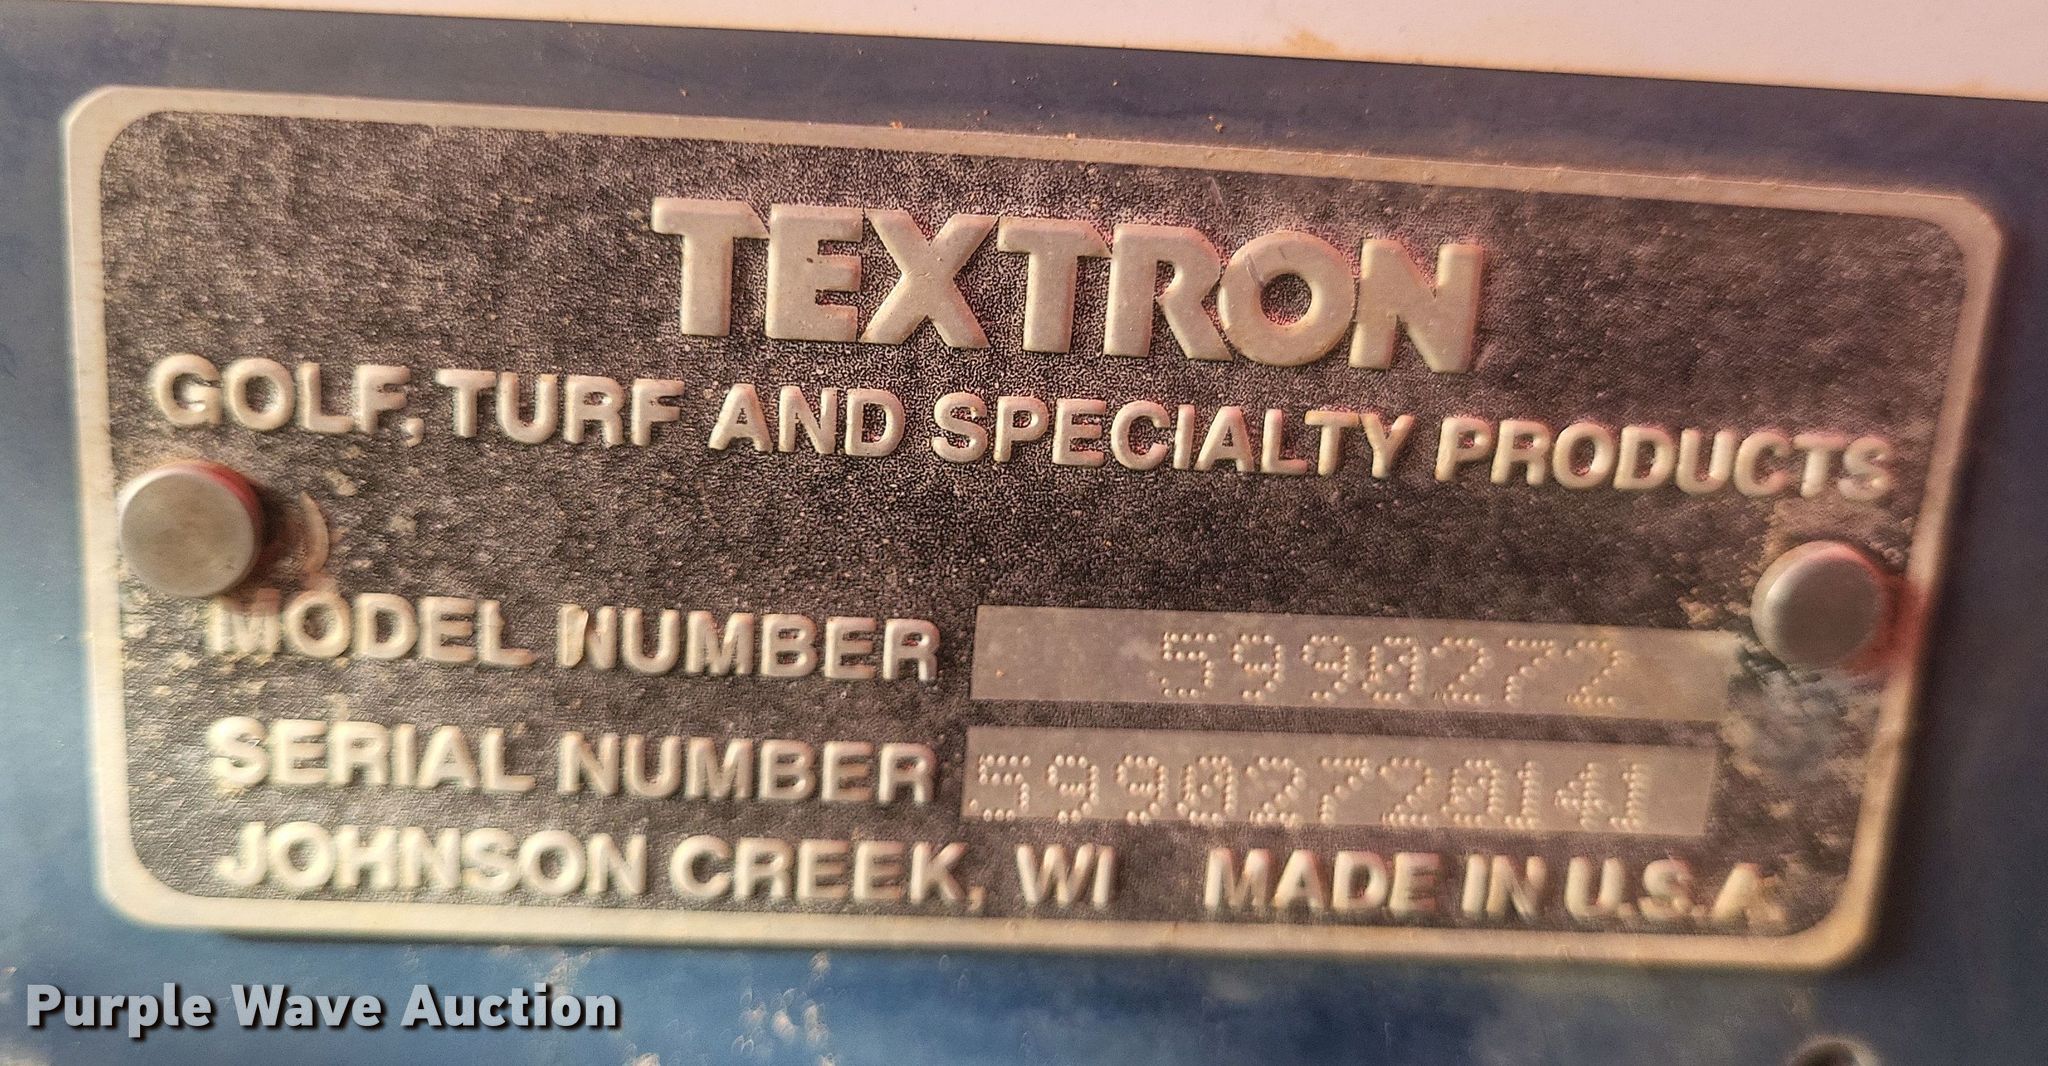 TEXTRON
GOLF, TURF AND SPECIALTY PRODUCTS
MODEL NUMBER 5990272
SERIAL NUMBER 59902720141
JOHNSON CREEK, WI MADE IN U.S.A.
Purple Wave Auction